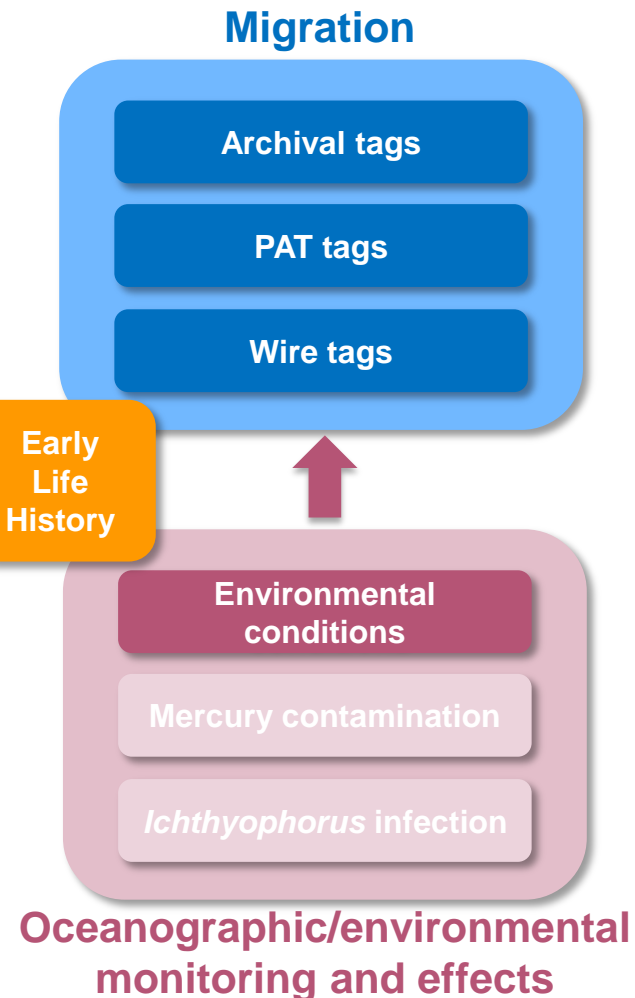 Migration
Archival tags
PAT tags
Wire tags
Early
Life
History
Environmental
conditions
Mercury contamination
Ichthyophorus infection
Oceanographic/environmental
monitoring and effects